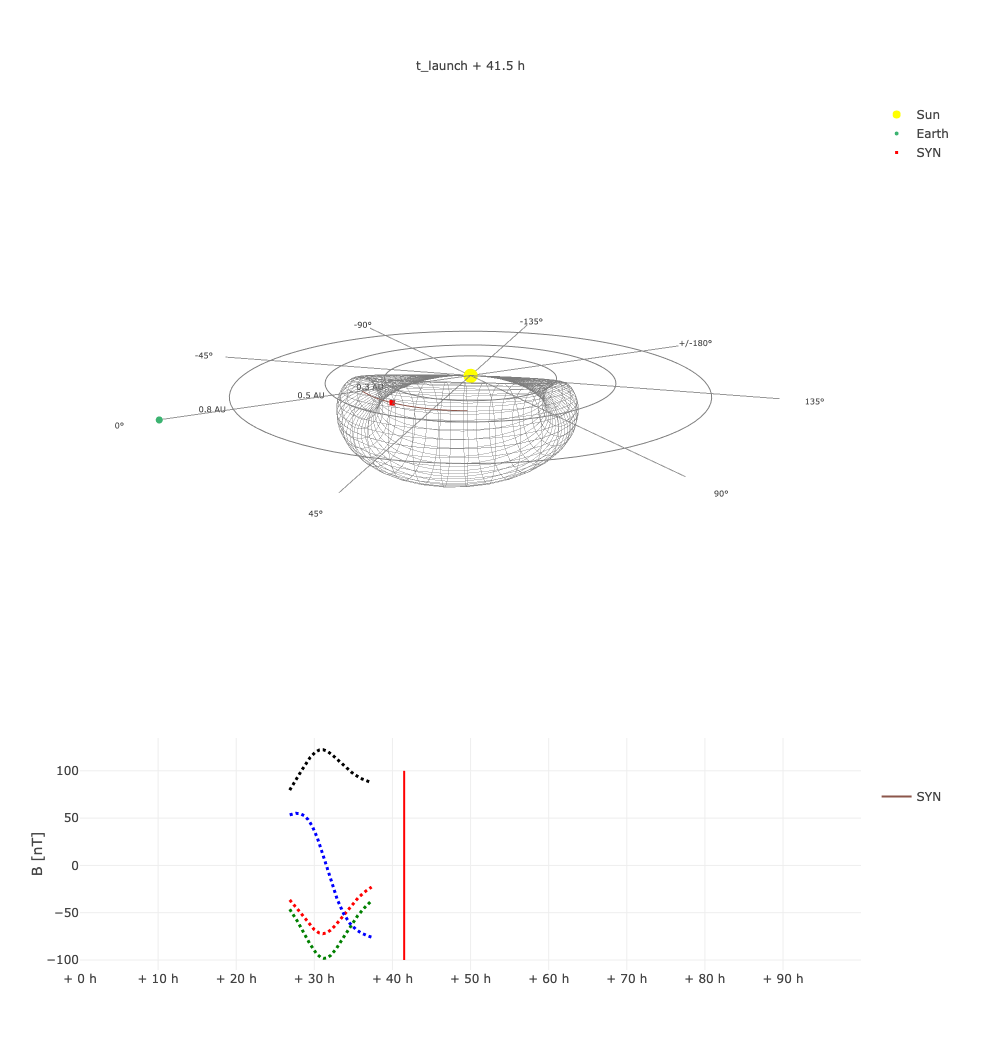 t_launch + 41.5 h
Sun
Earth
SYN
-90°
-135°
+/-180°
-45°
0.3 AU
0.5 AU
135°
0.8 AU
0°
90°
45°
100
50
0
−50
−100
B [nT]
SYN
+ 0 h
+ 10 h
+ 20 h
+ 30 h
+ 40 h
+ 50 h
+ 60 h
+ 70 h
+ 80 h
+ 90 h